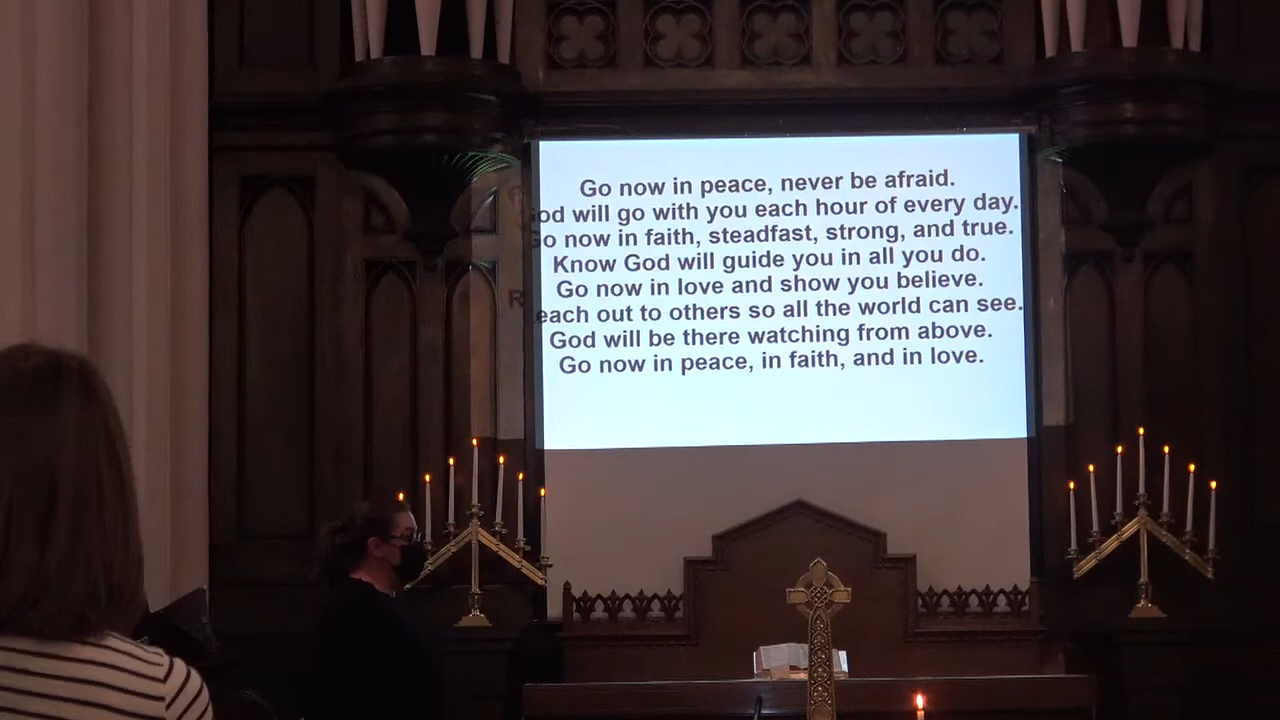 Go now in peace, never be afraid.
God will go with you each hour of every day.
Go now in faith, steadfast, strong, and true.
Know God will guide you in all you do.
Go now in love and show you believe.
Reach out to others so all the world can see.
God will be there watching from above.
Go now in peace, in faith, and in love.